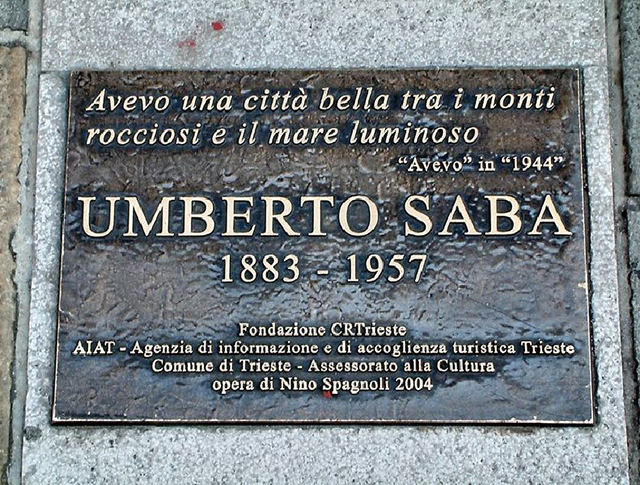 Avevo una città bella tra i monti
rocciosi e il mare luminoso
“Avevo” in “1944”
UMBERTO SABA
1883 - 1957
Fondazione CRTrieste
AIAT - Agenzia di informazione e di accoglienza turistica Trieste
Comune di Trieste - Assessorato alla Cultura
opera di Nino Spagnoli 2004